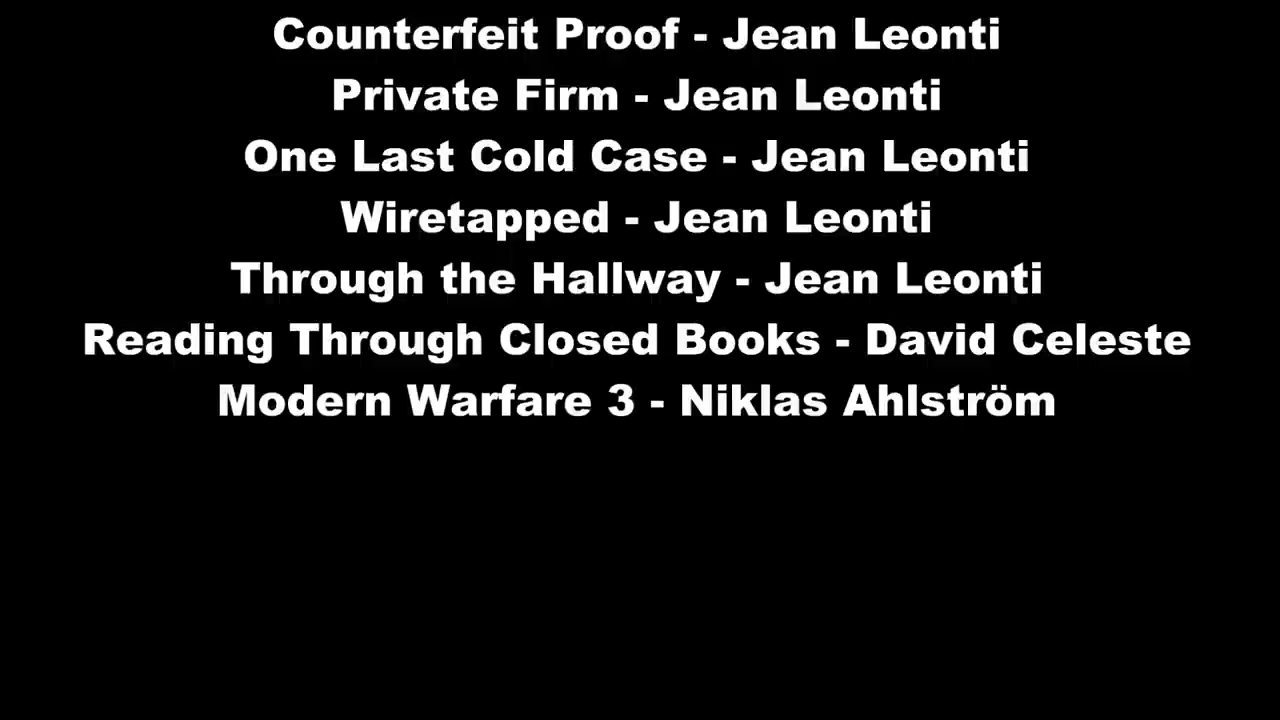 Counterfeit Proof - Jean Leonti
Private Firm - Jean Leonti
One Last Cold Case - Jean Leonti
Wiretapped - Jean Leonti
Through the Hallway - Jean Leonti
Reading Through Closed Books - David Celeste
Modern Warfare 3 - Niklas Ahlström